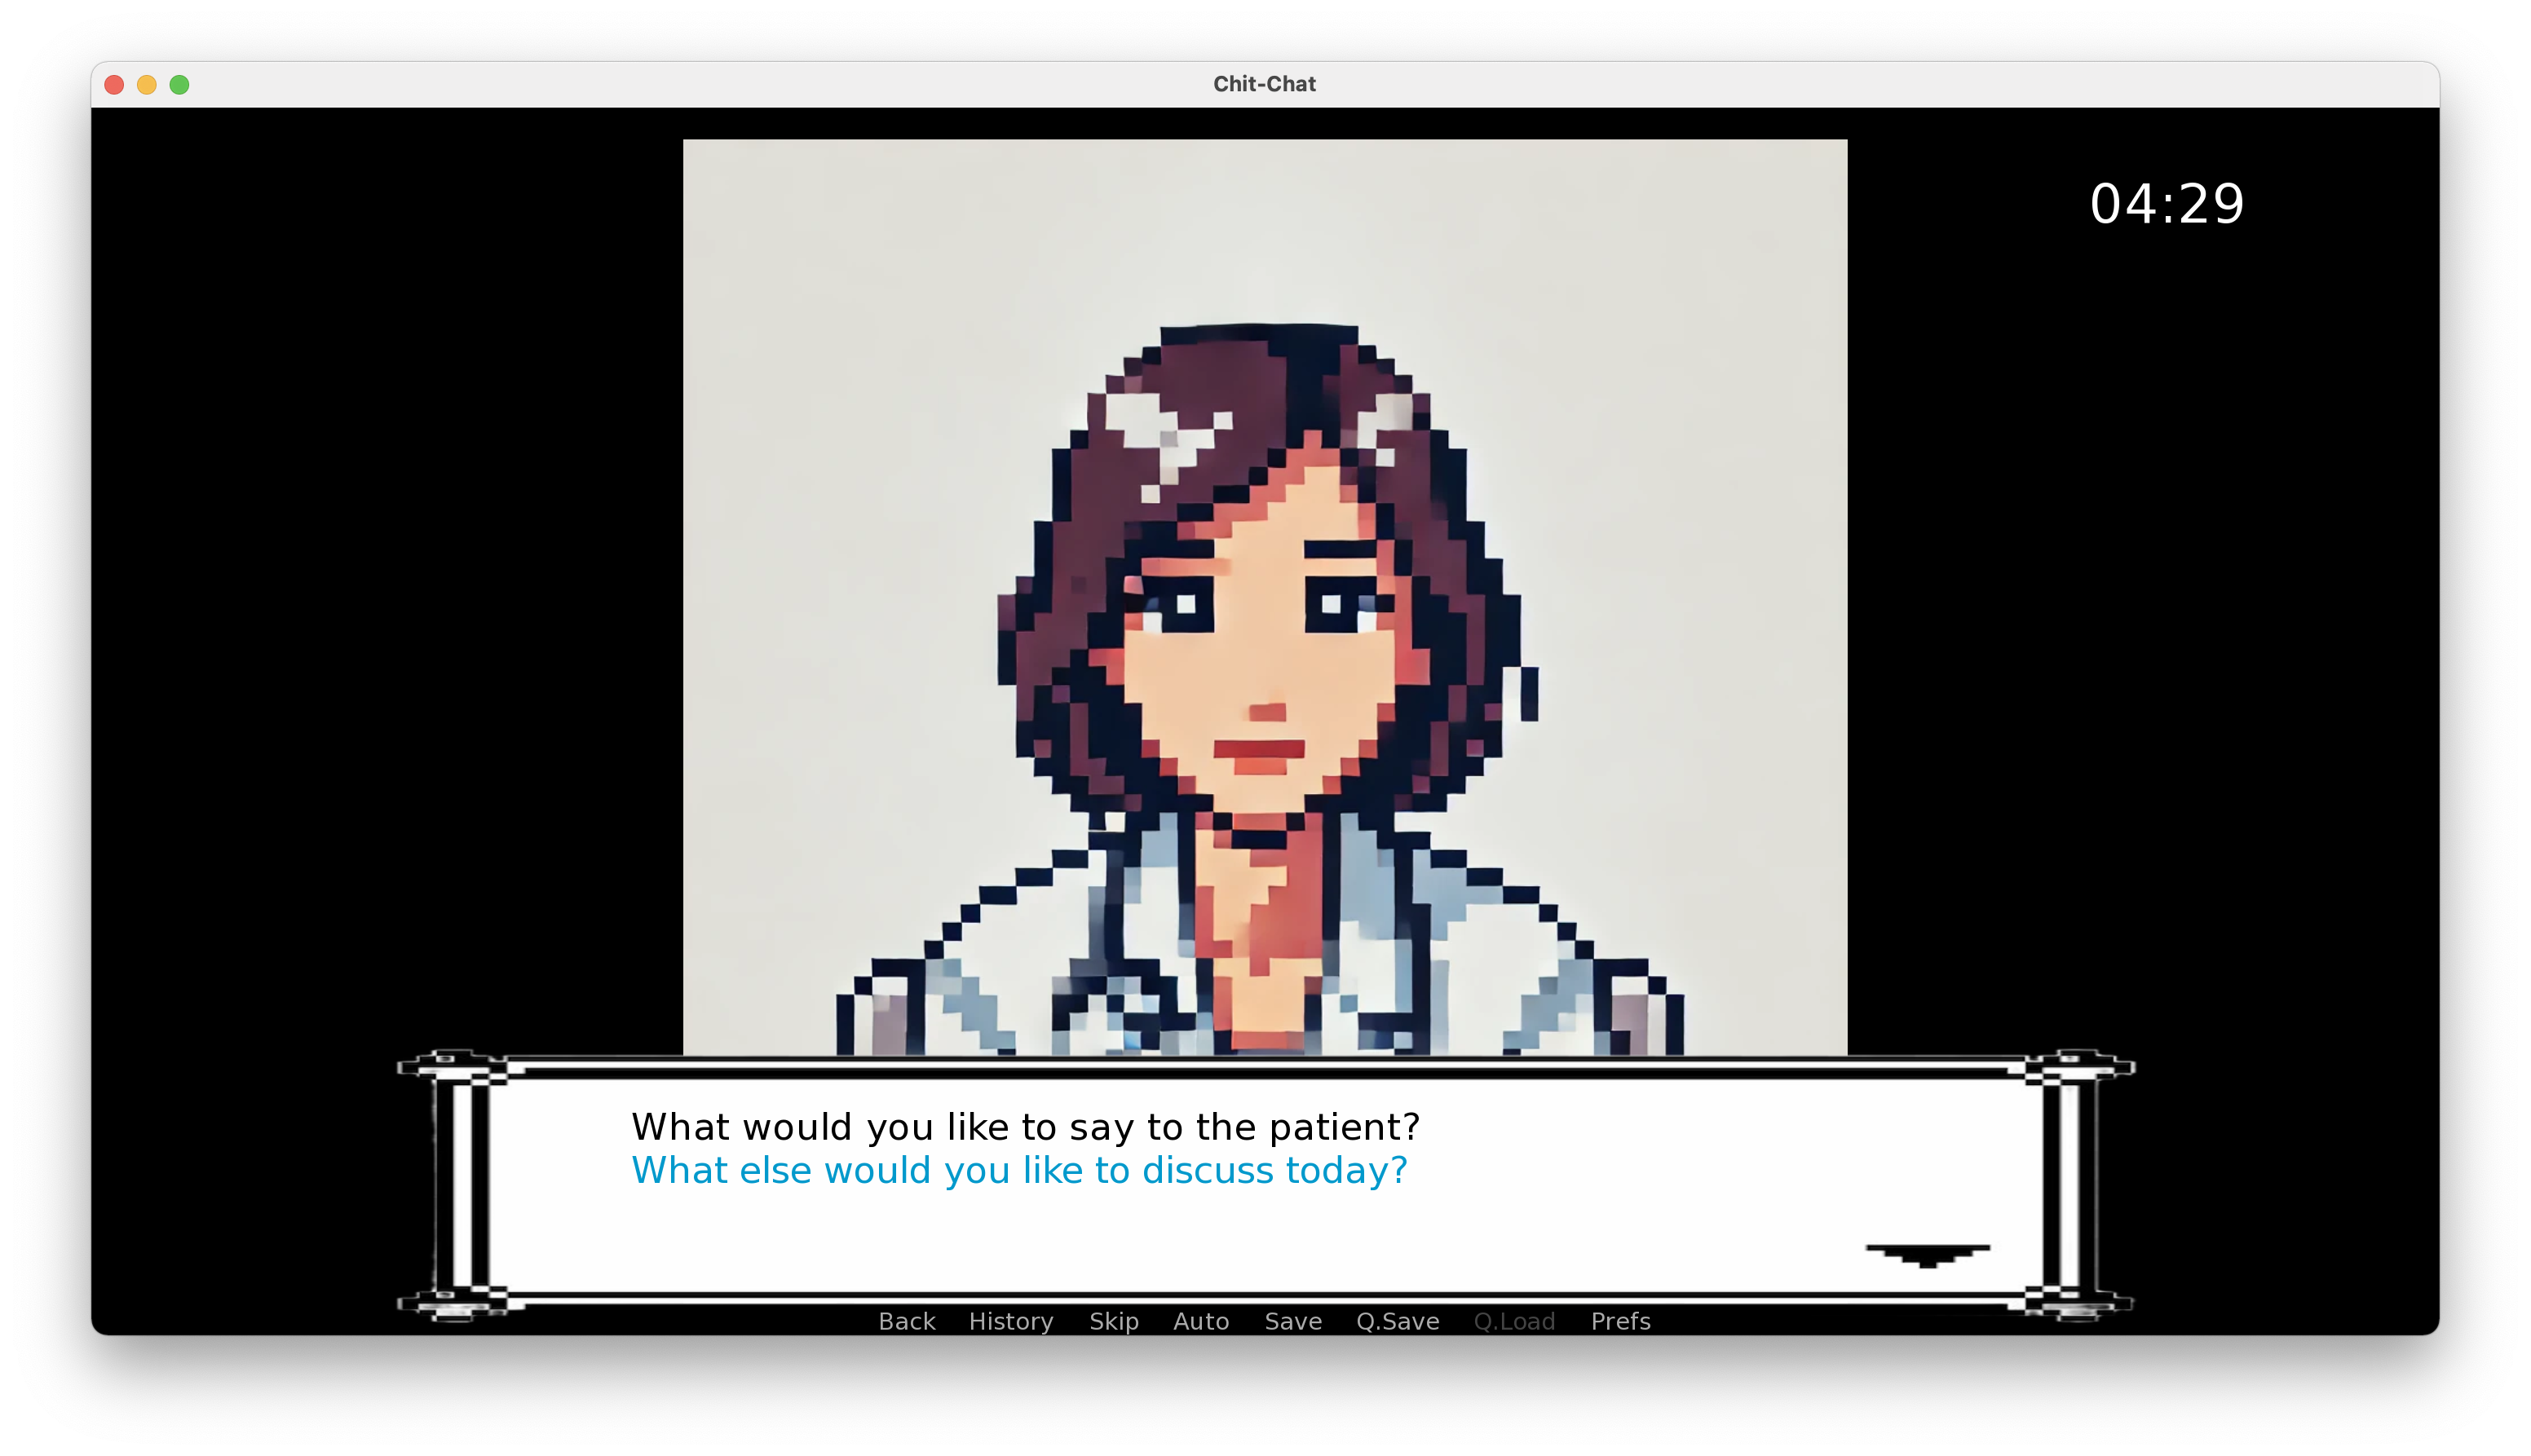 Chit-Chat
04:29
What would you like to say to the patient?
What else would you like to discuss today?
Back History Skip Auto Save Q.Save Q.Load Prefs